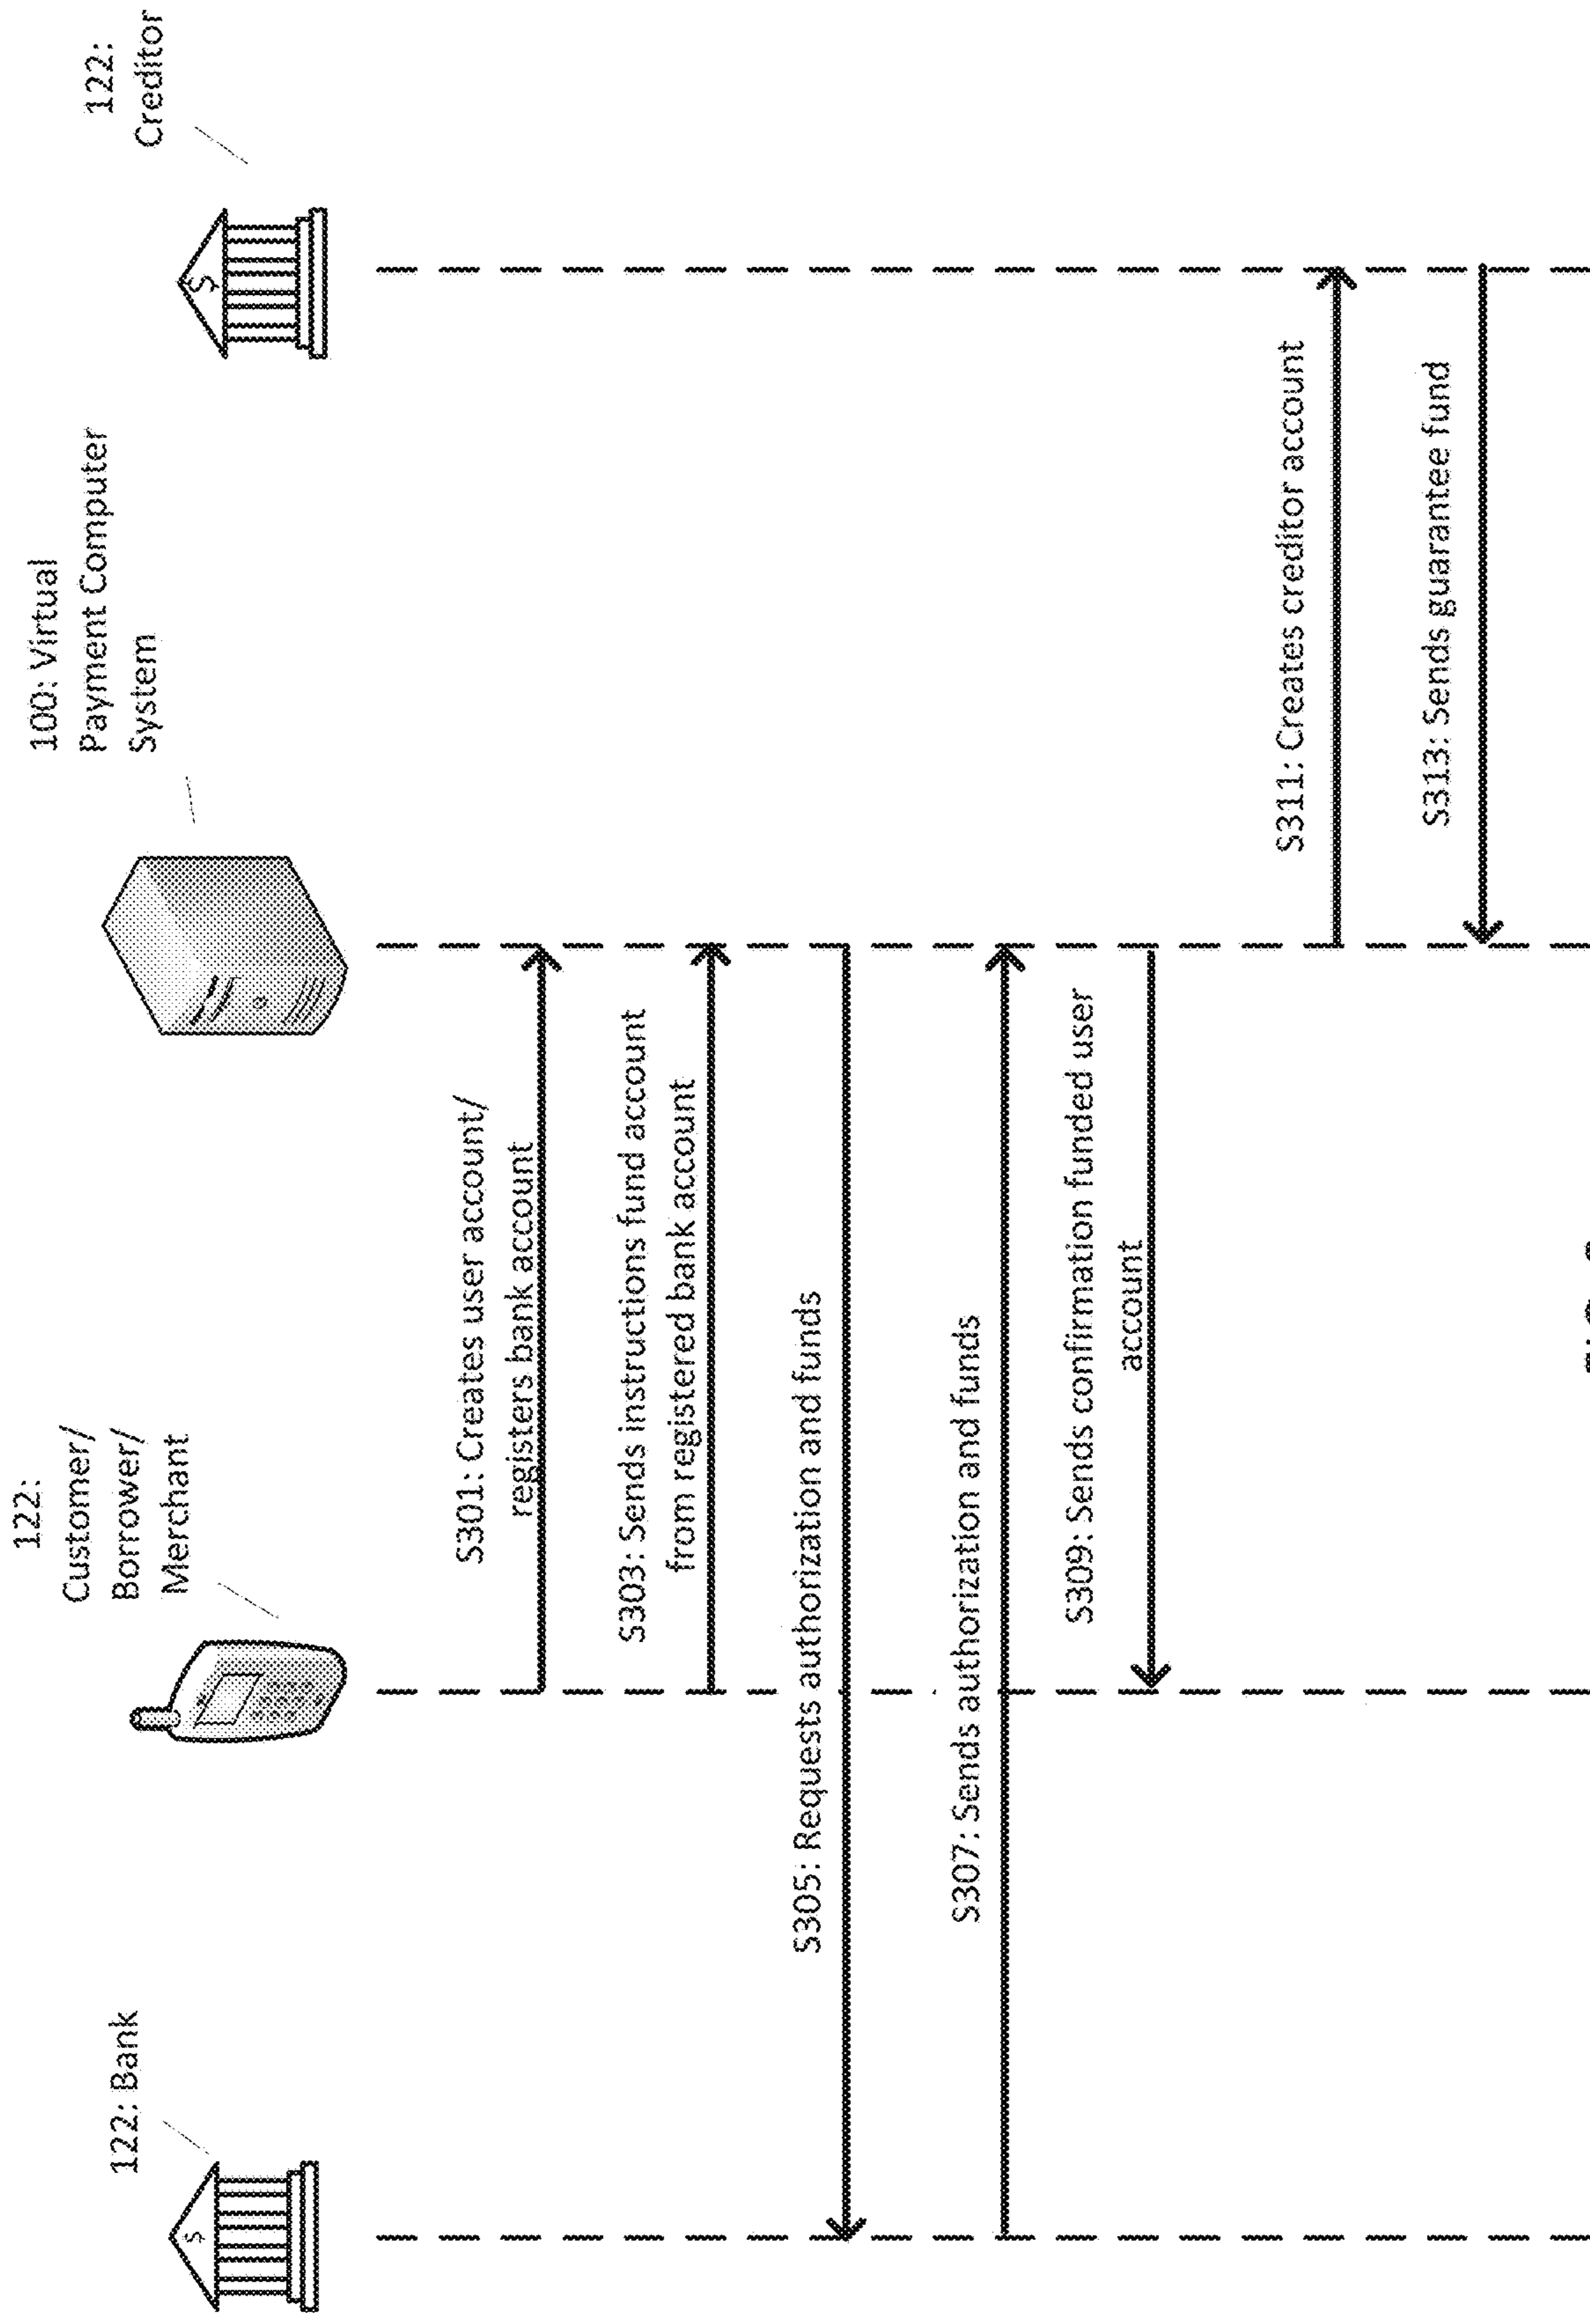 122: Bank
122:
Customer/
Borrower/
Merchant
100: Virtual
Payment Computer
System
122:
Creditor
$
$
S301: Creates user account/
registers bank account
S303: Sends instructions fund account
from registered bank account
S305: Requests authorization and funds
S307: Sends authorization and funds
S309: Sends confirmation funded user
account
S311: Creates creditor account
S313: Sends guarantee fund